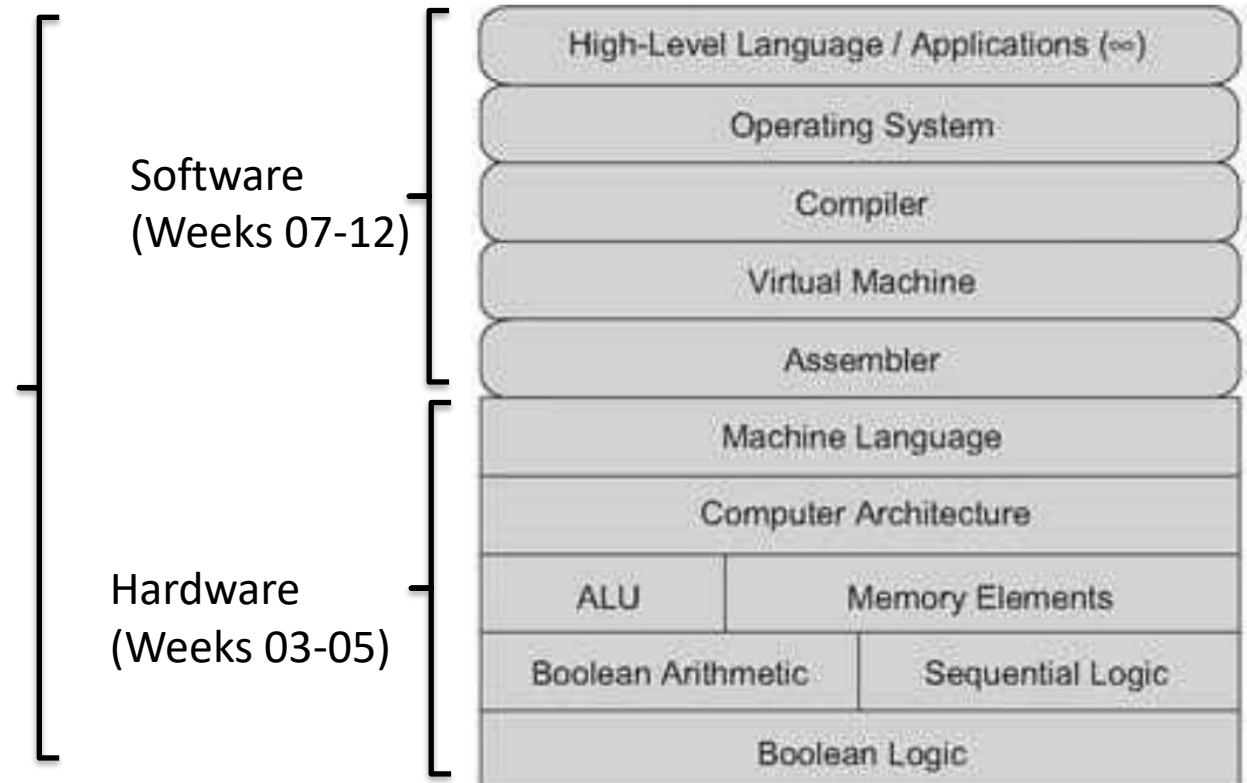 High-Level Language / Applications (∞)
Operating System
Software
(Weeks 07-12)
Compiler
Virtual Machine
Assembler
Machine Language
Computer Architecture
Hardware
(Weeks 03-05)
ALU
Memory Elements
Boolean Arithmetic
Sequential Logic
Boolean Logic